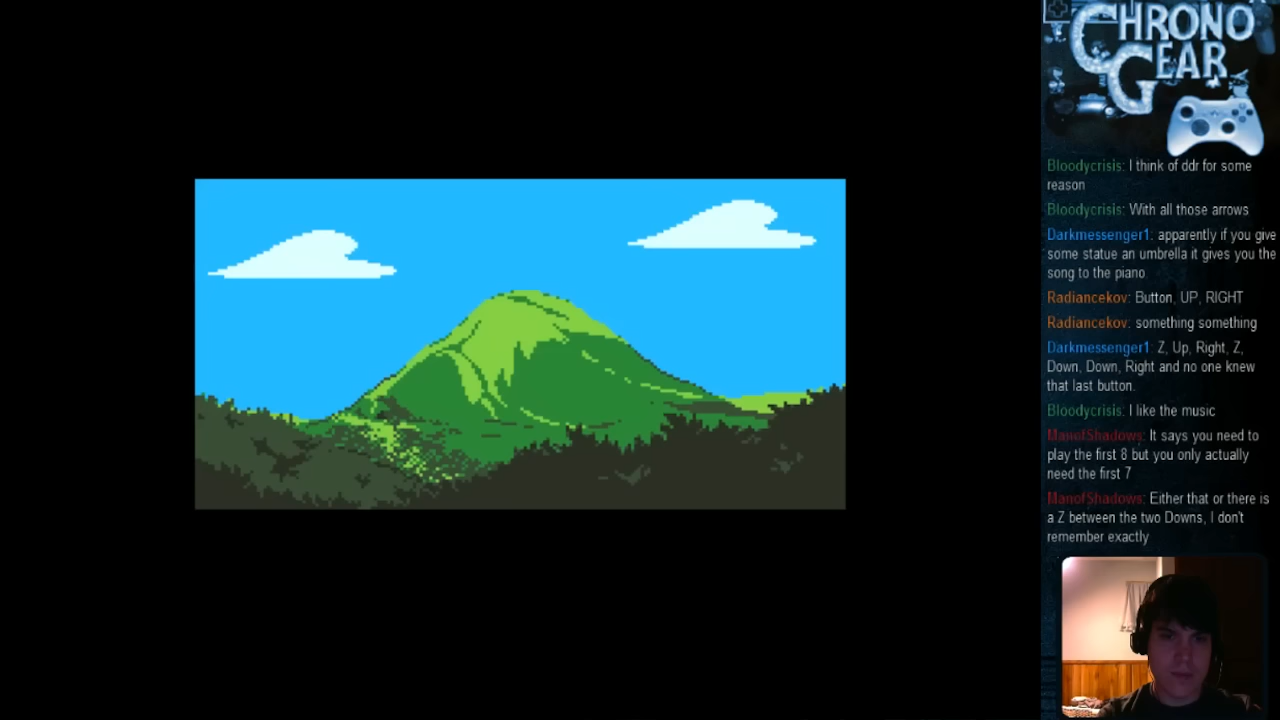 CHRONO
GEAR
Bloodycrisis: I think of ddr for some
reason
Bloodycrisis: With all those arrows
Darkmessenger1: apparently if you give
some statue an umbrella it gives you the
song to the piano
Radiancekov: Button, UP, RIGHT
Radiancekov: something something
Darkmessenger1: Z, Up, Right, Z,
Down, Down, Right and no one knew
that last button.
Bloodycrisis: I like the music
ManofShadows: It says you need to
play the first 8 but you only actually
need the first 7
ManofShadows: Either that or there is
a Z between the two Downs, I don't
remember exactly